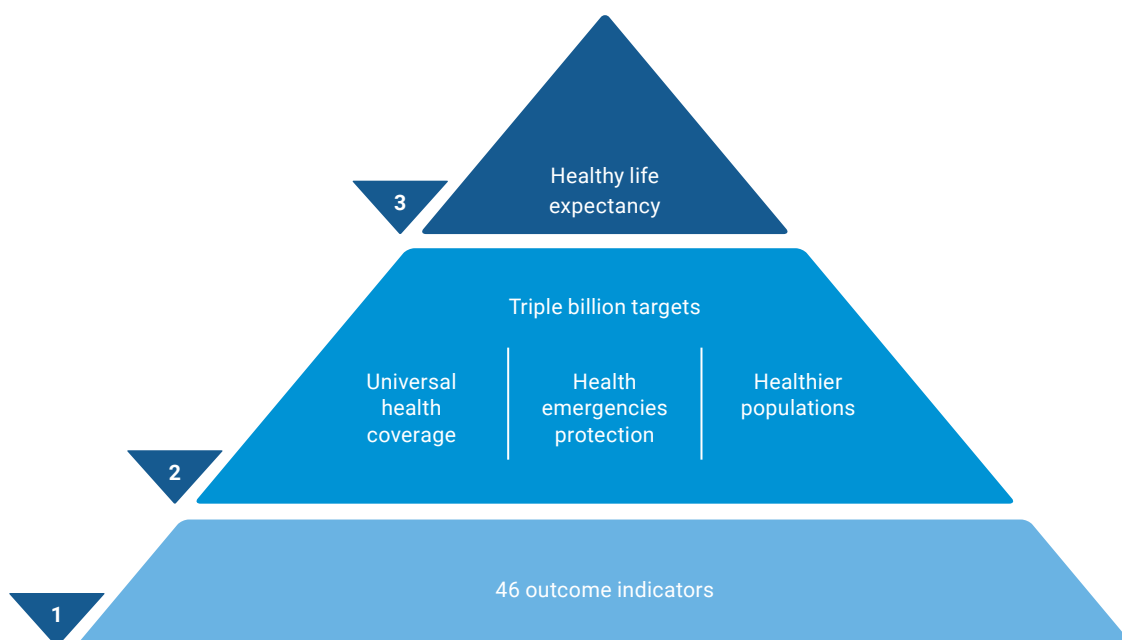 Healthy life
expectancy
3
Triple billion targets
Universal
health
coverage
Health
emergencies
protection
Healthier
populations
2
46 outcome indicators
1